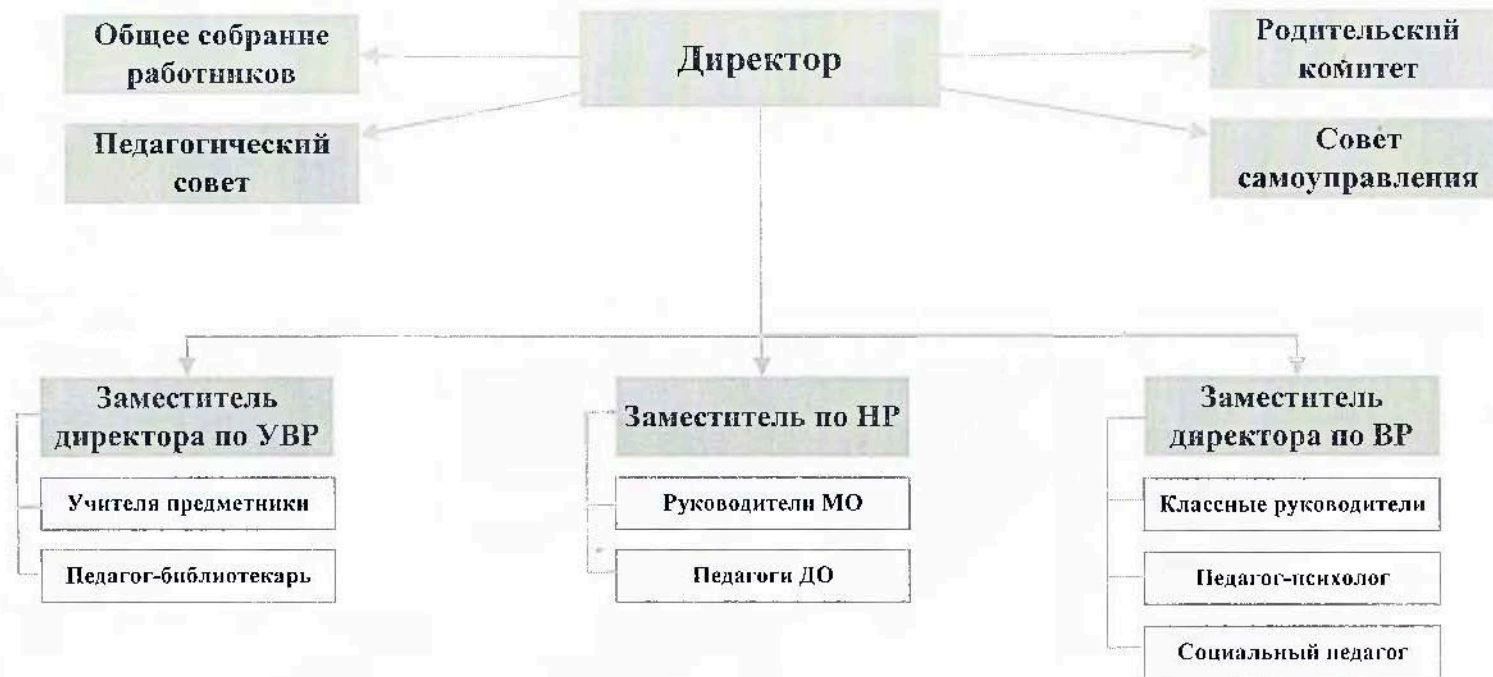 Общее собрание
работников
Директор
Родительский
комитет
Педагогический
совет
Совет
самоуправления
Заместитель
директора по УВР
Заместитель по НР
Заместитель
директора по ВР
Учителя предметники
Руководители МО
Классные руководители
Педагог-библиотекарь
Педагоги ДО
Педагог-психолог
Социальный педагог